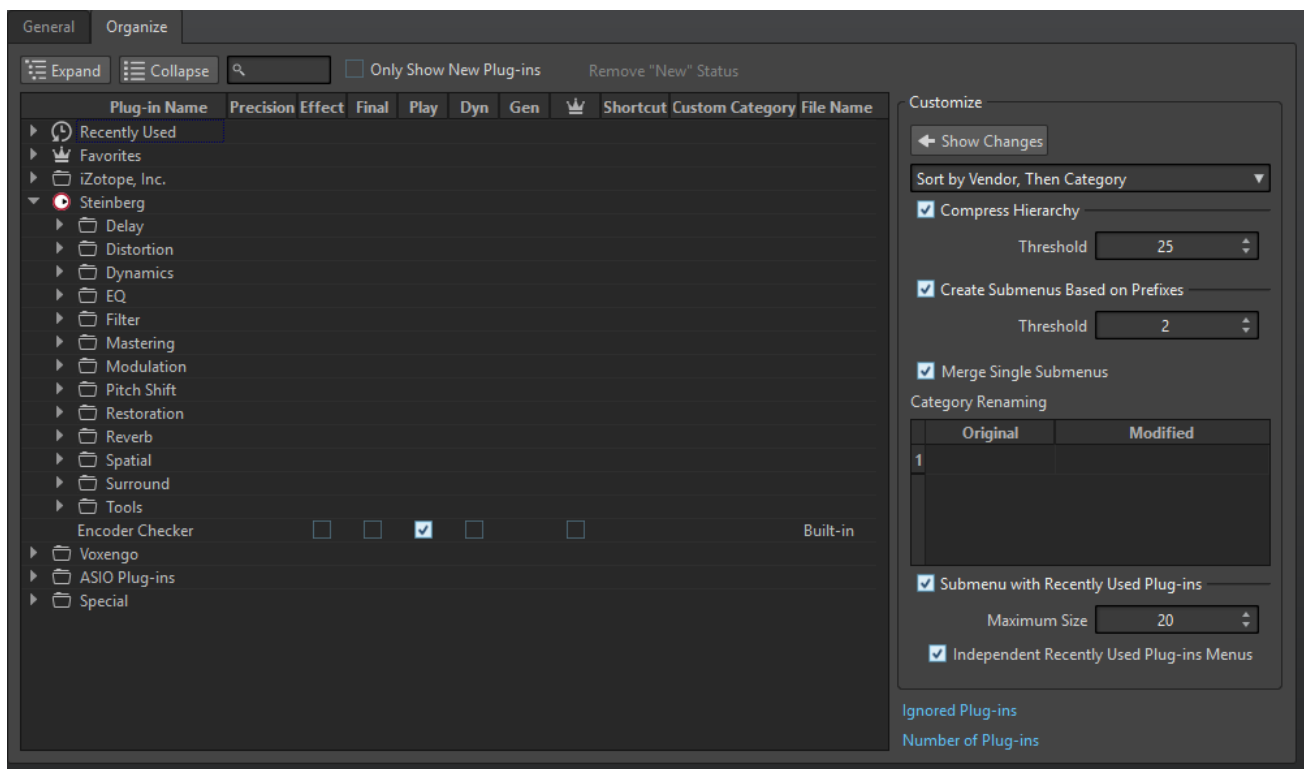 General Organize
Expand Collapse Only Show New Plug-ins Remove "New" Status
Plug-in Name Precision Effect Final Play Dyn Gen Shortcut Custom Category File Name
Recently Used
Favorites
iZotope, Inc.
Steinberg
Delay
Distortion
Dynamics
EQ
Filter
Mastering
Modulation
Pitch Shift
Restoration
Reverb
Spatial
Surround
Tools
Encoder Checker Built-in
Voxengo
ASIO Plug-ins
Special
Customize
Show Changes
Sort by Vendor, Then Category
Compress Hierarchy
Threshold 25
Create Submenus Based on Prefixes
Threshold 2
Merge Single Submenus
Category Renaming
Original Modified
1
Submenu with Recently Used Plug-ins
Maximum Size 20
Independent Recently Used Plug-ins Menus
Ignored Plug-ins
Number of Plug-ins